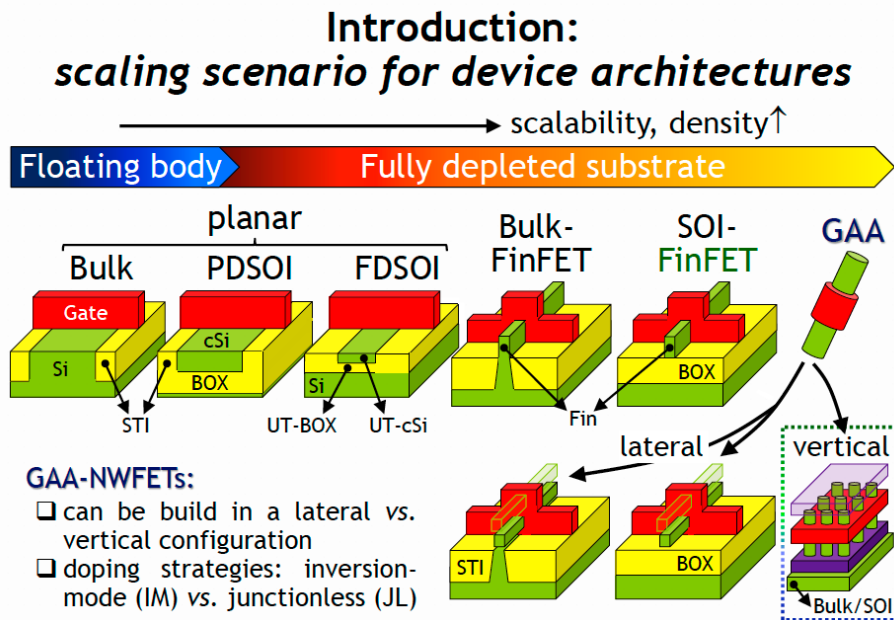 Introduction:
scaling scenario for device architectures
scalability, density↑
Floating body
Fully depleted substrate
planar
Bulk
PDSOI
FDSOI
Bulk-
FinFET
SOI-
FinFET
GAA
Gate
cSi
Si
BOX
Si
BOX
STI
UT-BOX
UT-cSi
Fin
lateral
vertical
GAA-NWFETs:
❑ can be build in a lateral vs.
vertical configuration
❑ doping strategies: inversion-
mode (IM) vs. junctionless (JL)
STI
BOX
Bulk/SOI